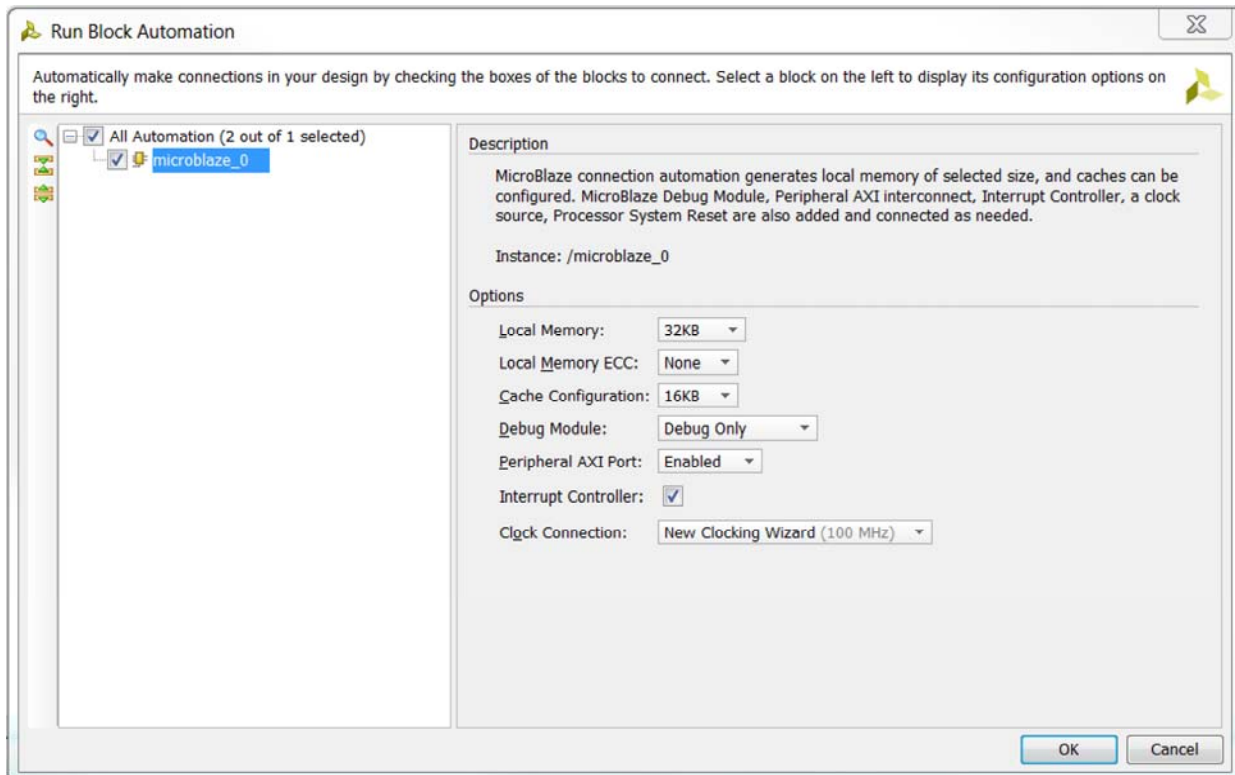 Run Block Automation
Automatically make connections in your design by checking the boxes of the blocks to connect. Select a block on the left to display its configuration options on
the right.
All Automation (2 out of 1 selected)
microblaze_0
Description
MicroBlaze connection automation generates local memory of selected size, and caches can be
configured. MicroBlaze Debug Module, Peripheral AXI interconnect, Interrupt Controller, a clock
source, Processor System Reset are also added and connected as needed.
Instance: /microblaze_0
Options
Local Memory: 32KB
Local Memory ECC: None
Cache Configuration: 16KB
Debug Module: Debug Only
Peripheral AXI Port: Enabled
Interrupt Controller:
Clock Connection: New Clocking Wizard (100 MHz)
OK Cancel